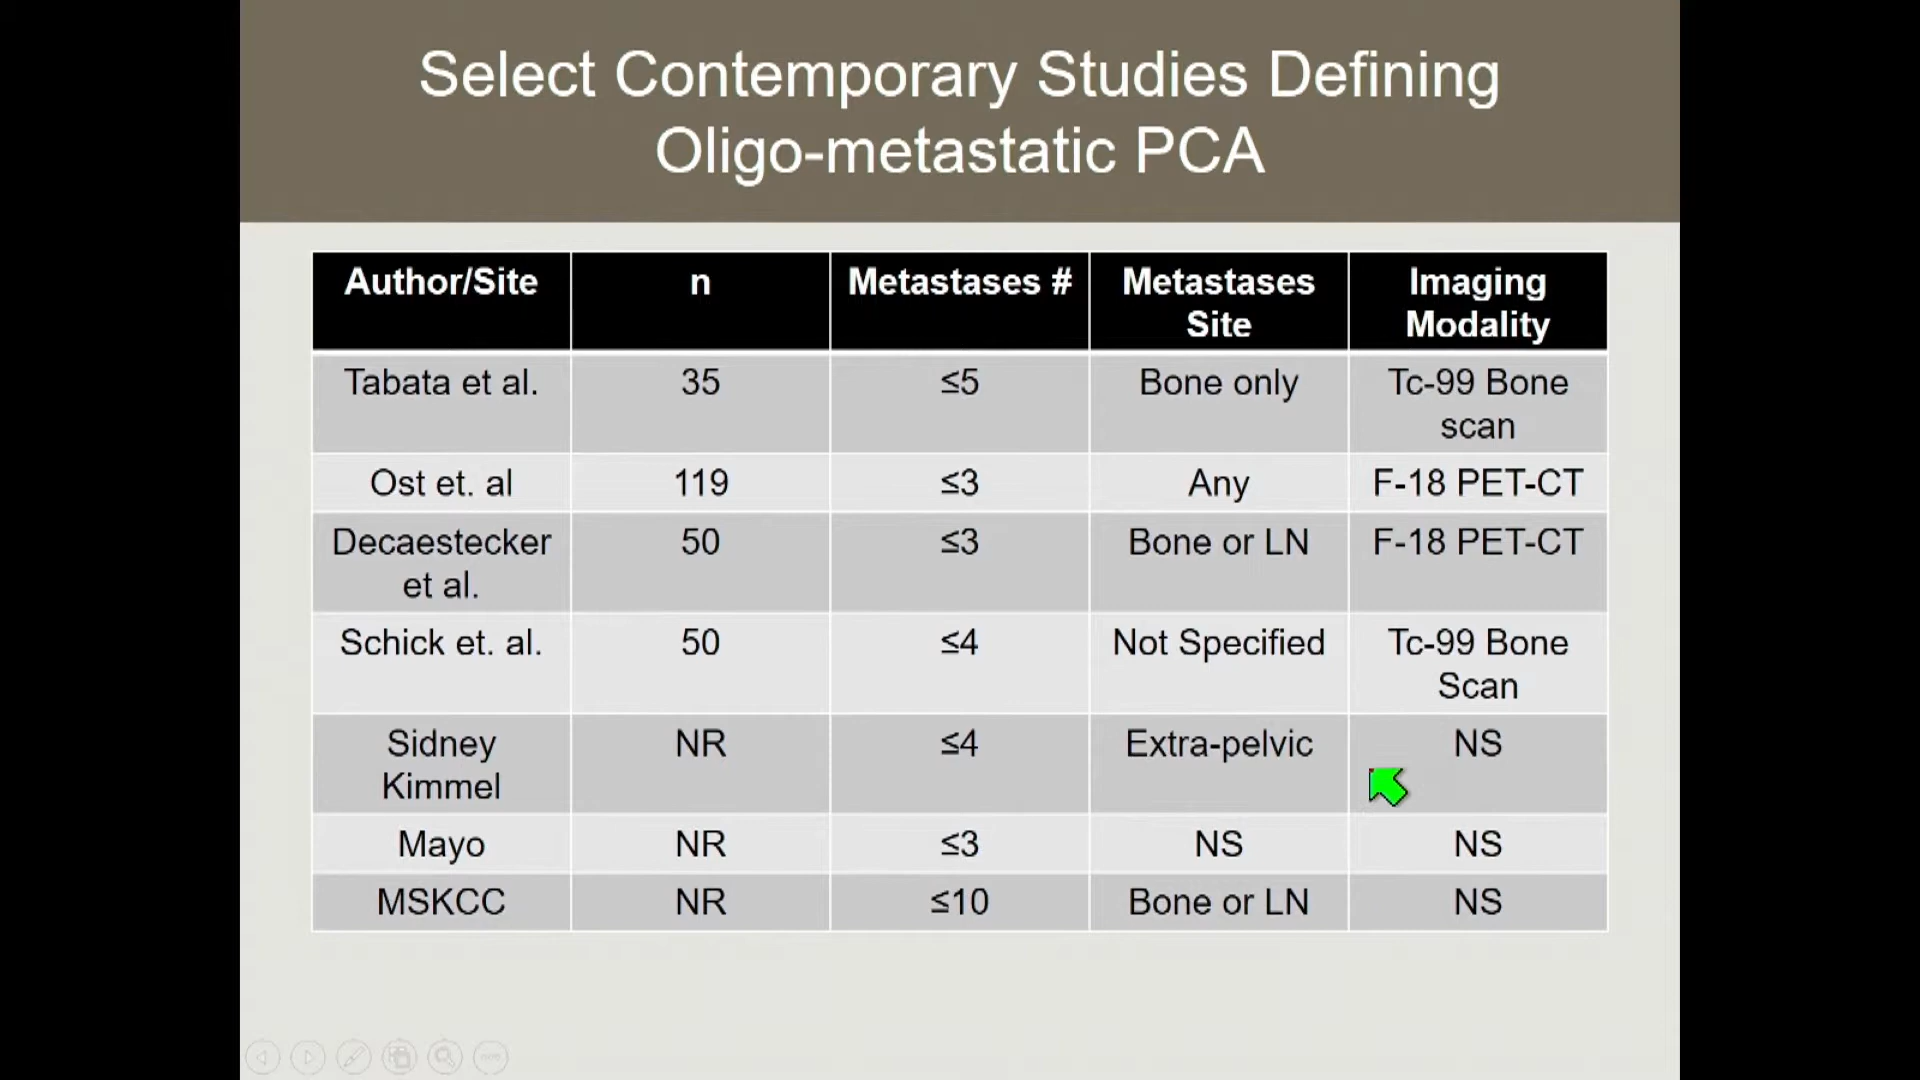 Select Contemporary Studies Defining
Oligo-metastatic PCA
Author/Site n Metastases # Metastases Site Imaging Modality
Tabata et al. 35 ≤5 Bone only Tc-99 Bone scan
Ost et. al 119 ≤3 Any F-18 PET-CT
Decaestecker et al. 50 ≤3 Bone or LN F-18 PET-CT
Schick et. al. 50 ≤4 Not Specified Tc-99 Bone Scan
Sidney Kimmel NR ≤4 Extra-pelvic NS
Mayo NR ≤3 NS NS
MSKCC NR ≤10 Bone or LN NS